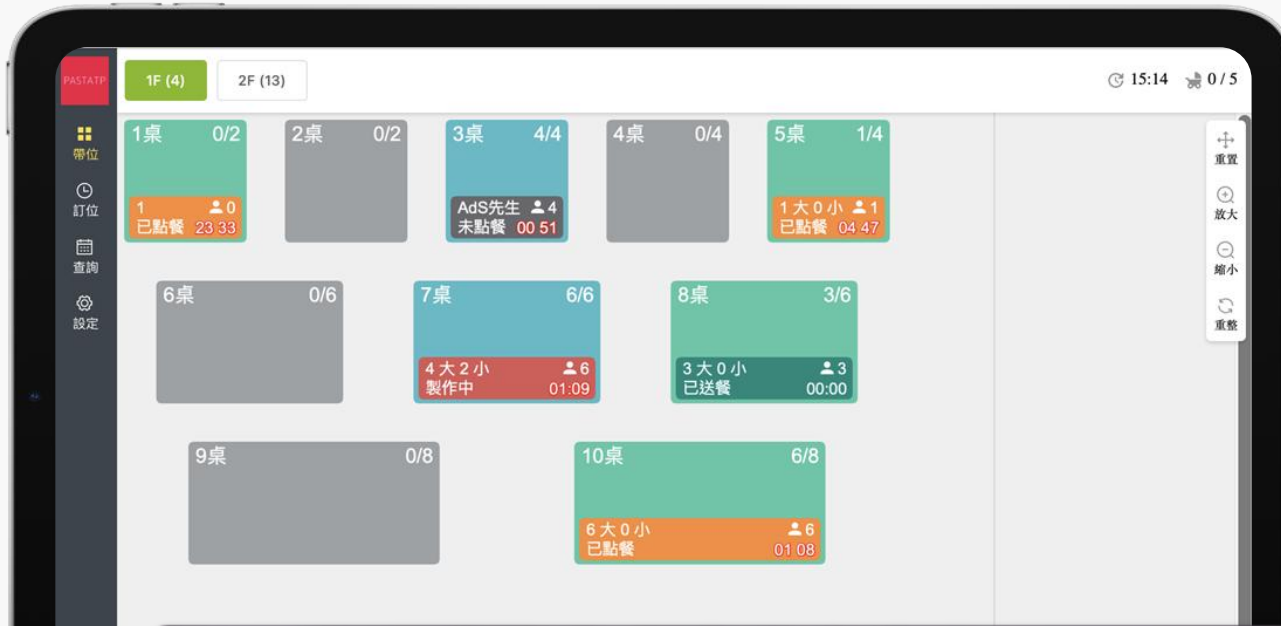 PASTATP
1F (4)
2F (13)
15:14
0 / 5
帶位
訂位
查詢
設定
1桌 0/2
1 0
已點餐 23 33
2桌 0/2
3桌 4/4
AdS先生 4
未點餐 00 51
4桌 0/4
5桌 1/4
1 大 0 小 1
已點餐 04 47
6桌 0/6
7桌 6/6
4 大 2 小 6
製作中 01:09
8桌 3/6
3 大 0 小 3
已送餐 00:00
9桌 0/8
10桌 6/8
6 大 0 小 6
已點餐 01 08
重置
放大
縮小
重整